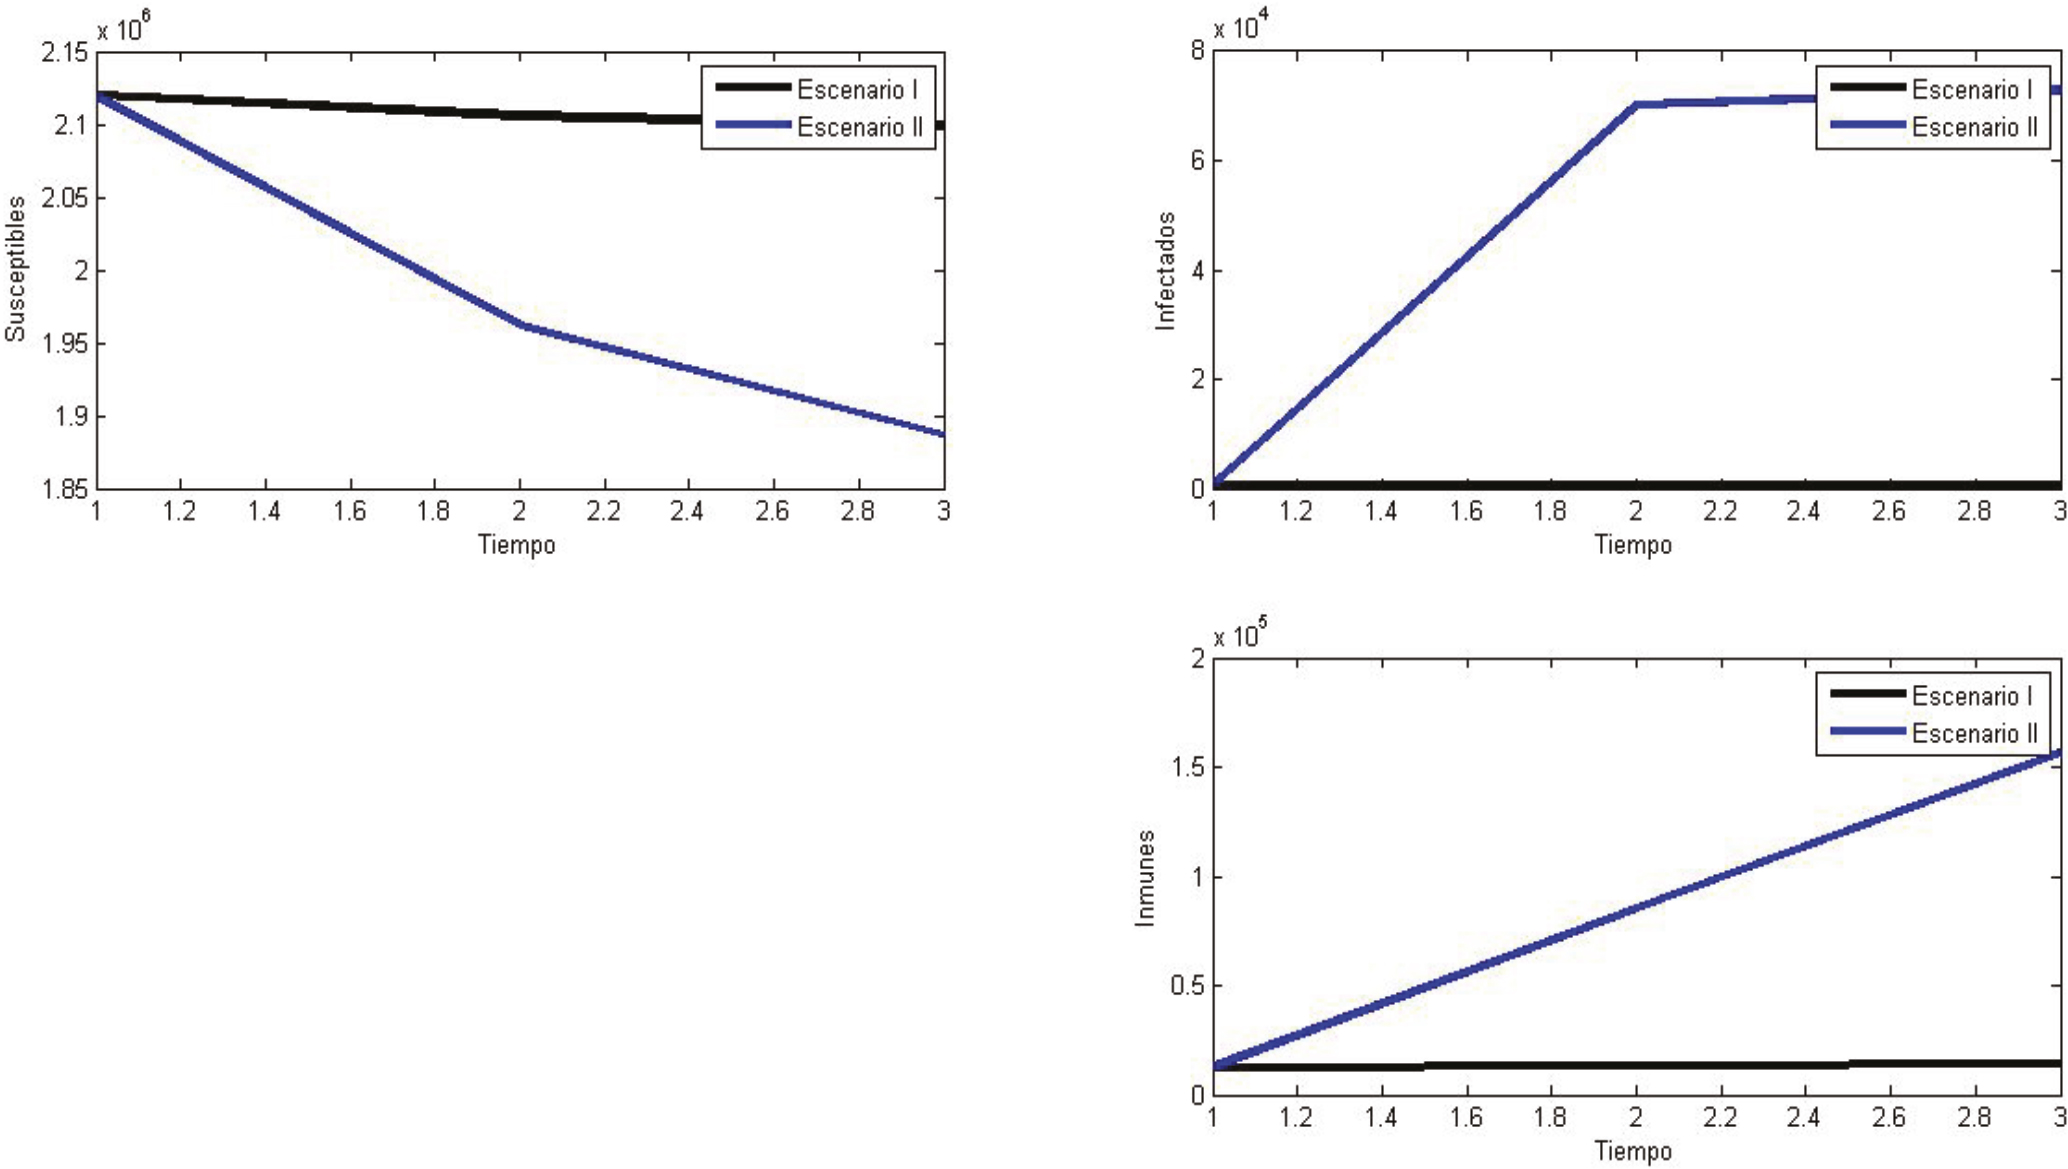 x 10^6
2.15
2.1
2.05
2
1.95
1.9
1.85
Susceptibles
Escenario I
Escenario II
1 1.2 1.4 1.6 1.8 2 2.2 2.4 2.6 2.8 3
Tiempo
x 10^4
8
6
4
2
0
Infectados
Escenario I
Escenario II
1 1.2 1.4 1.6 1.8 2 2.2 2.4 2.6 2.8 3
Tiempo
x 10^5
2
1.5
1
0.5
0
Inmunes
Escenario I
Escenario II
1 1.2 1.4 1.6 1.8 2 2.2 2.4 2.6 2.8 3
Tiempo